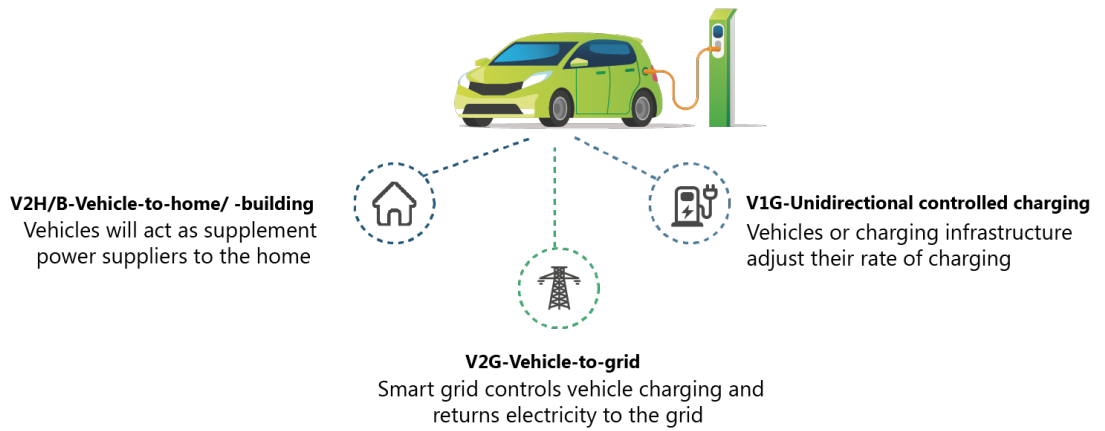 V2H/B-Vehicle-to-home/ -building
Vehicles will act as supplement
power suppliers to the home
V2G-Vehicle-to-grid
Smart grid controls vehicle charging and
returns electricity to the grid
V1G-Unidirectional controlled charging
Vehicles or charging infrastructure
adjust their rate of charging